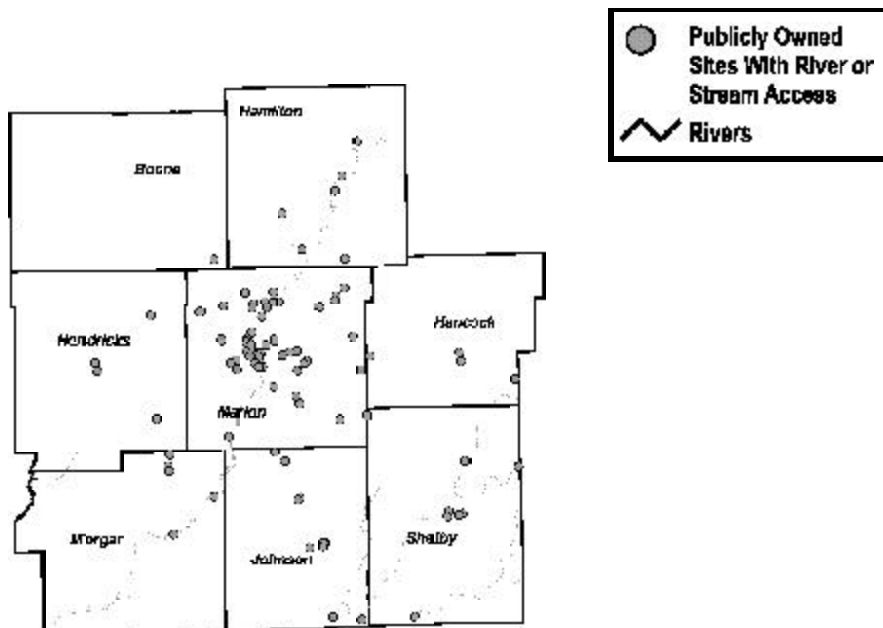 Publicly Owned
Sites With River or
Stream Access
Rivers
Hamilton
Boone
Hendricks
Hancock
Marion
Morgan
Johnson
Shelby